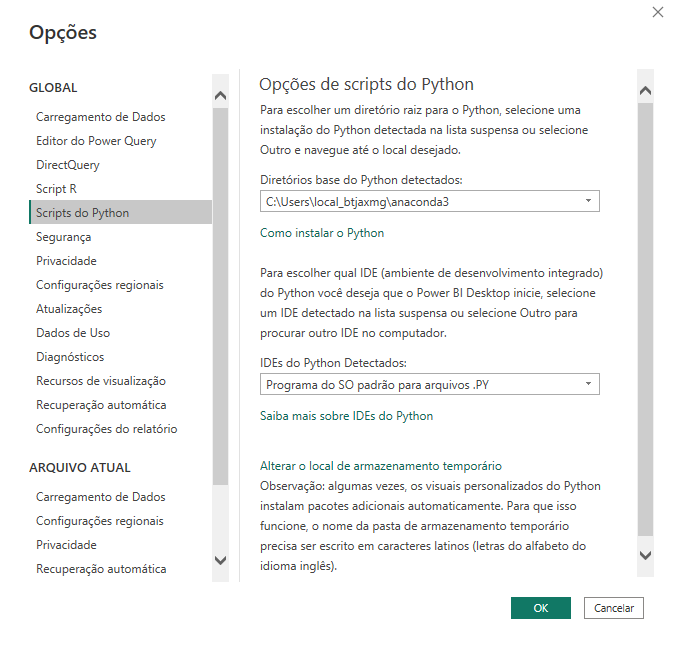 Opções
GLOBAL
Carregamento de Dados
Editor do Power Query
DirectQuery
Script R
Scripts do Python
Segurança
Privacidade
Configurações regionais
Atualizações
Dados de Uso
Diagnósticos
Recursos de visualização
Recuperação automática
Configurações do relatório
ARQUIVO ATUAL
Carregamento de Dados
Configurações regionais
Privacidade
Recuperação automática
Opções de scripts do Python
Para escolher um diretório raiz para o Python, selecione uma
instalação do Python detectada na lista suspensa ou selecione
Outro e navegue até o local desejado.
Diretórios base do Python detectados:
C:\Users\local_btjaxmg\anaconda3
Como instalar o Python
Para escolher qual IDE (ambiente de desenvolvimento integrado)
do Python você deseja que o Power BI Desktop inicie, selecione
um IDE detectado na lista suspensa ou selecione Outro para
procurar outro IDE no computador.
IDEs do Python Detectados:
Programa do SO padrão para arquivos .PY
Saiba mais sobre IDEs do Python
Alterar o local de armazenamento temporário
Observação: algumas vezes, os visuais personalizados do Python
instalam pacotes adicionais automaticamente. Para que isso
funcione, o nome da pasta de armazenamento temporário
precisa ser escrito em caracteres latinos (letras do alfabeto do
idioma inglês).
OK
Cancelar